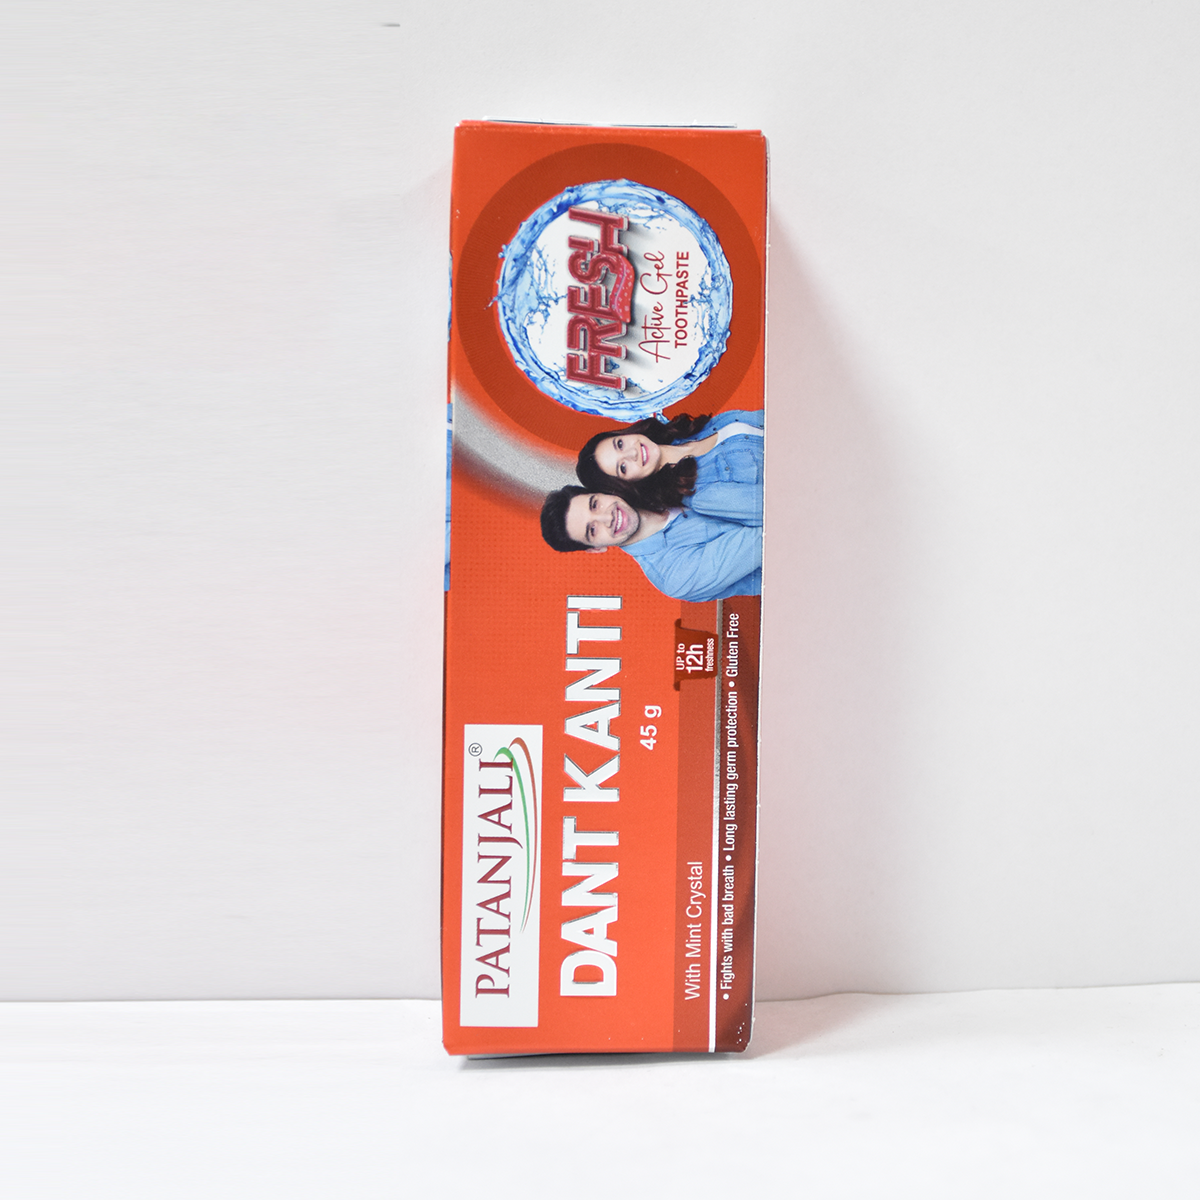 PATANJALI®
DANT KANTI
45 g
With Mint Crystal
UP to
12h
freshness
• Fights with bad breath • Long lasting germ protection • Gluten Free
FRESH
Active Gel
TOOTHPASTE